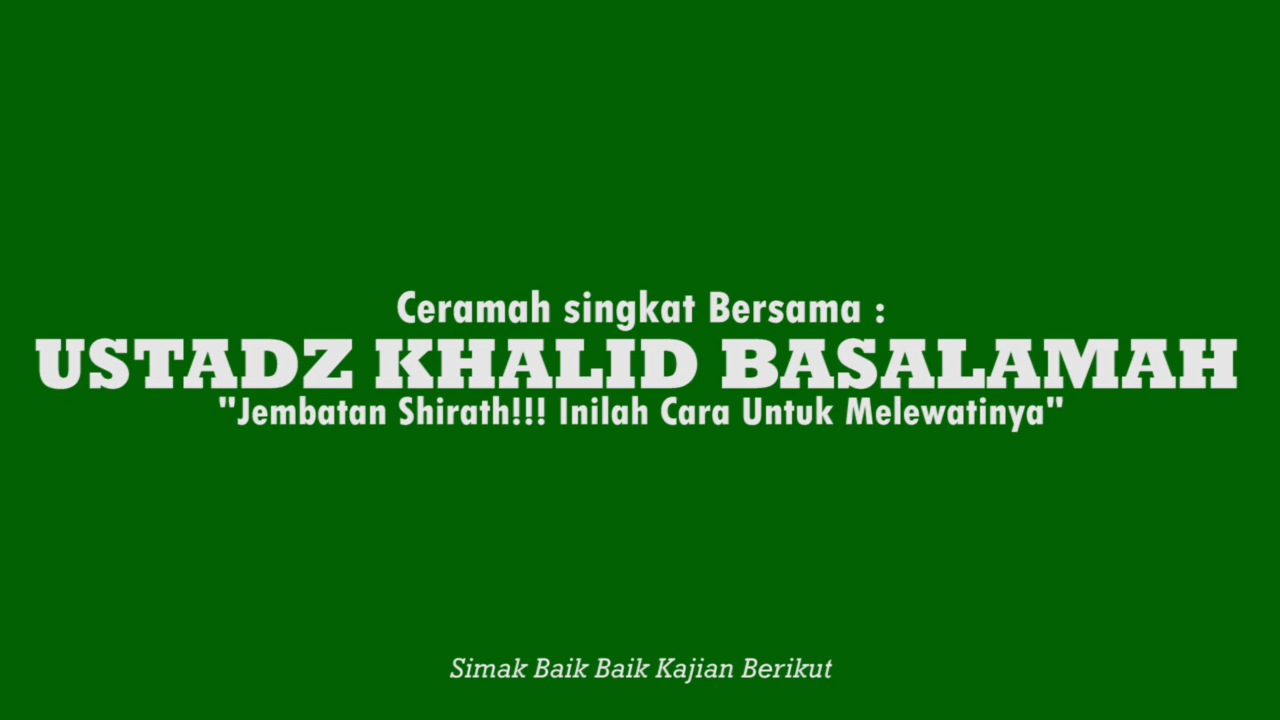 Ceramah singkat Bersama :
USTADZ KHALID BASALAMAH
"Jembatan Shirath!!! Inilah Cara Untuk Melewatinya"
Simak Baik Baik Kajian Berikut